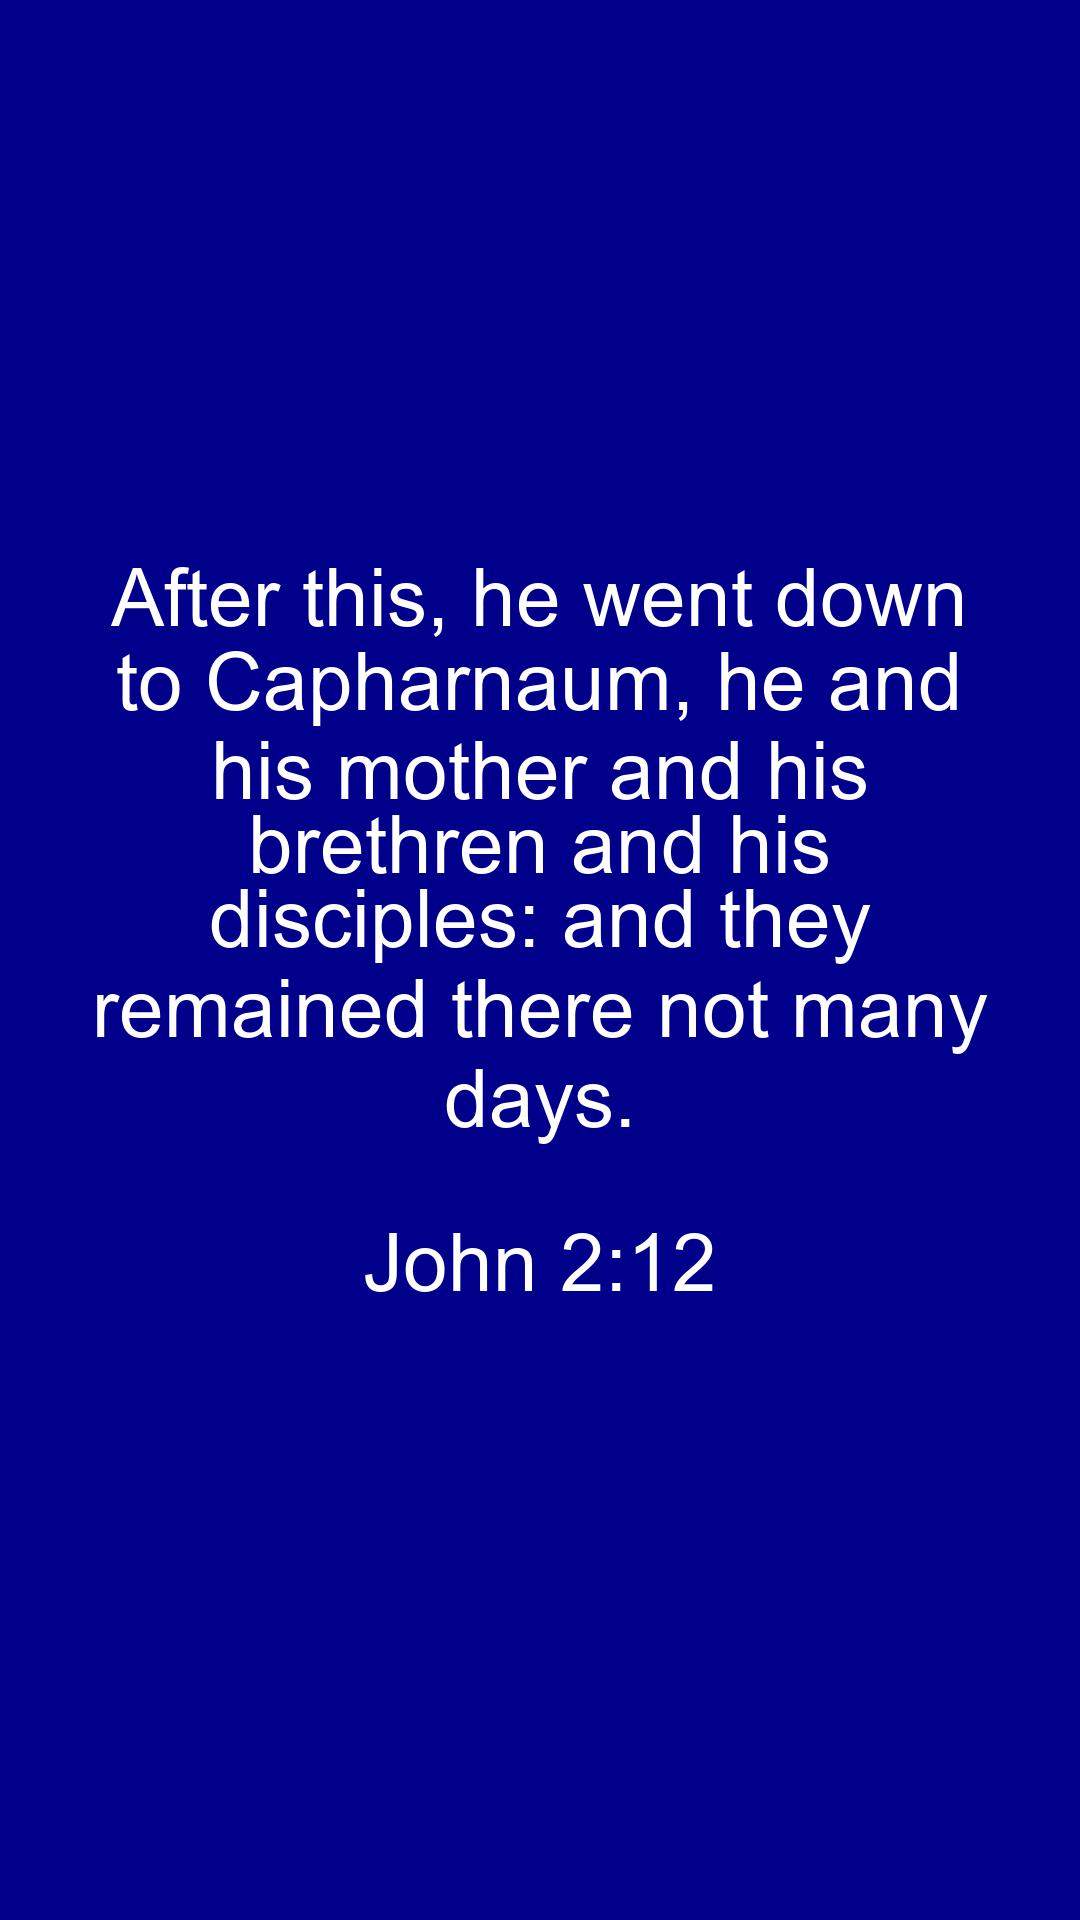 After this, he went down
to Capharnaum, he and
his mother and his
brethren and his
disciples: and they
remained there not many
days.
John 2:12